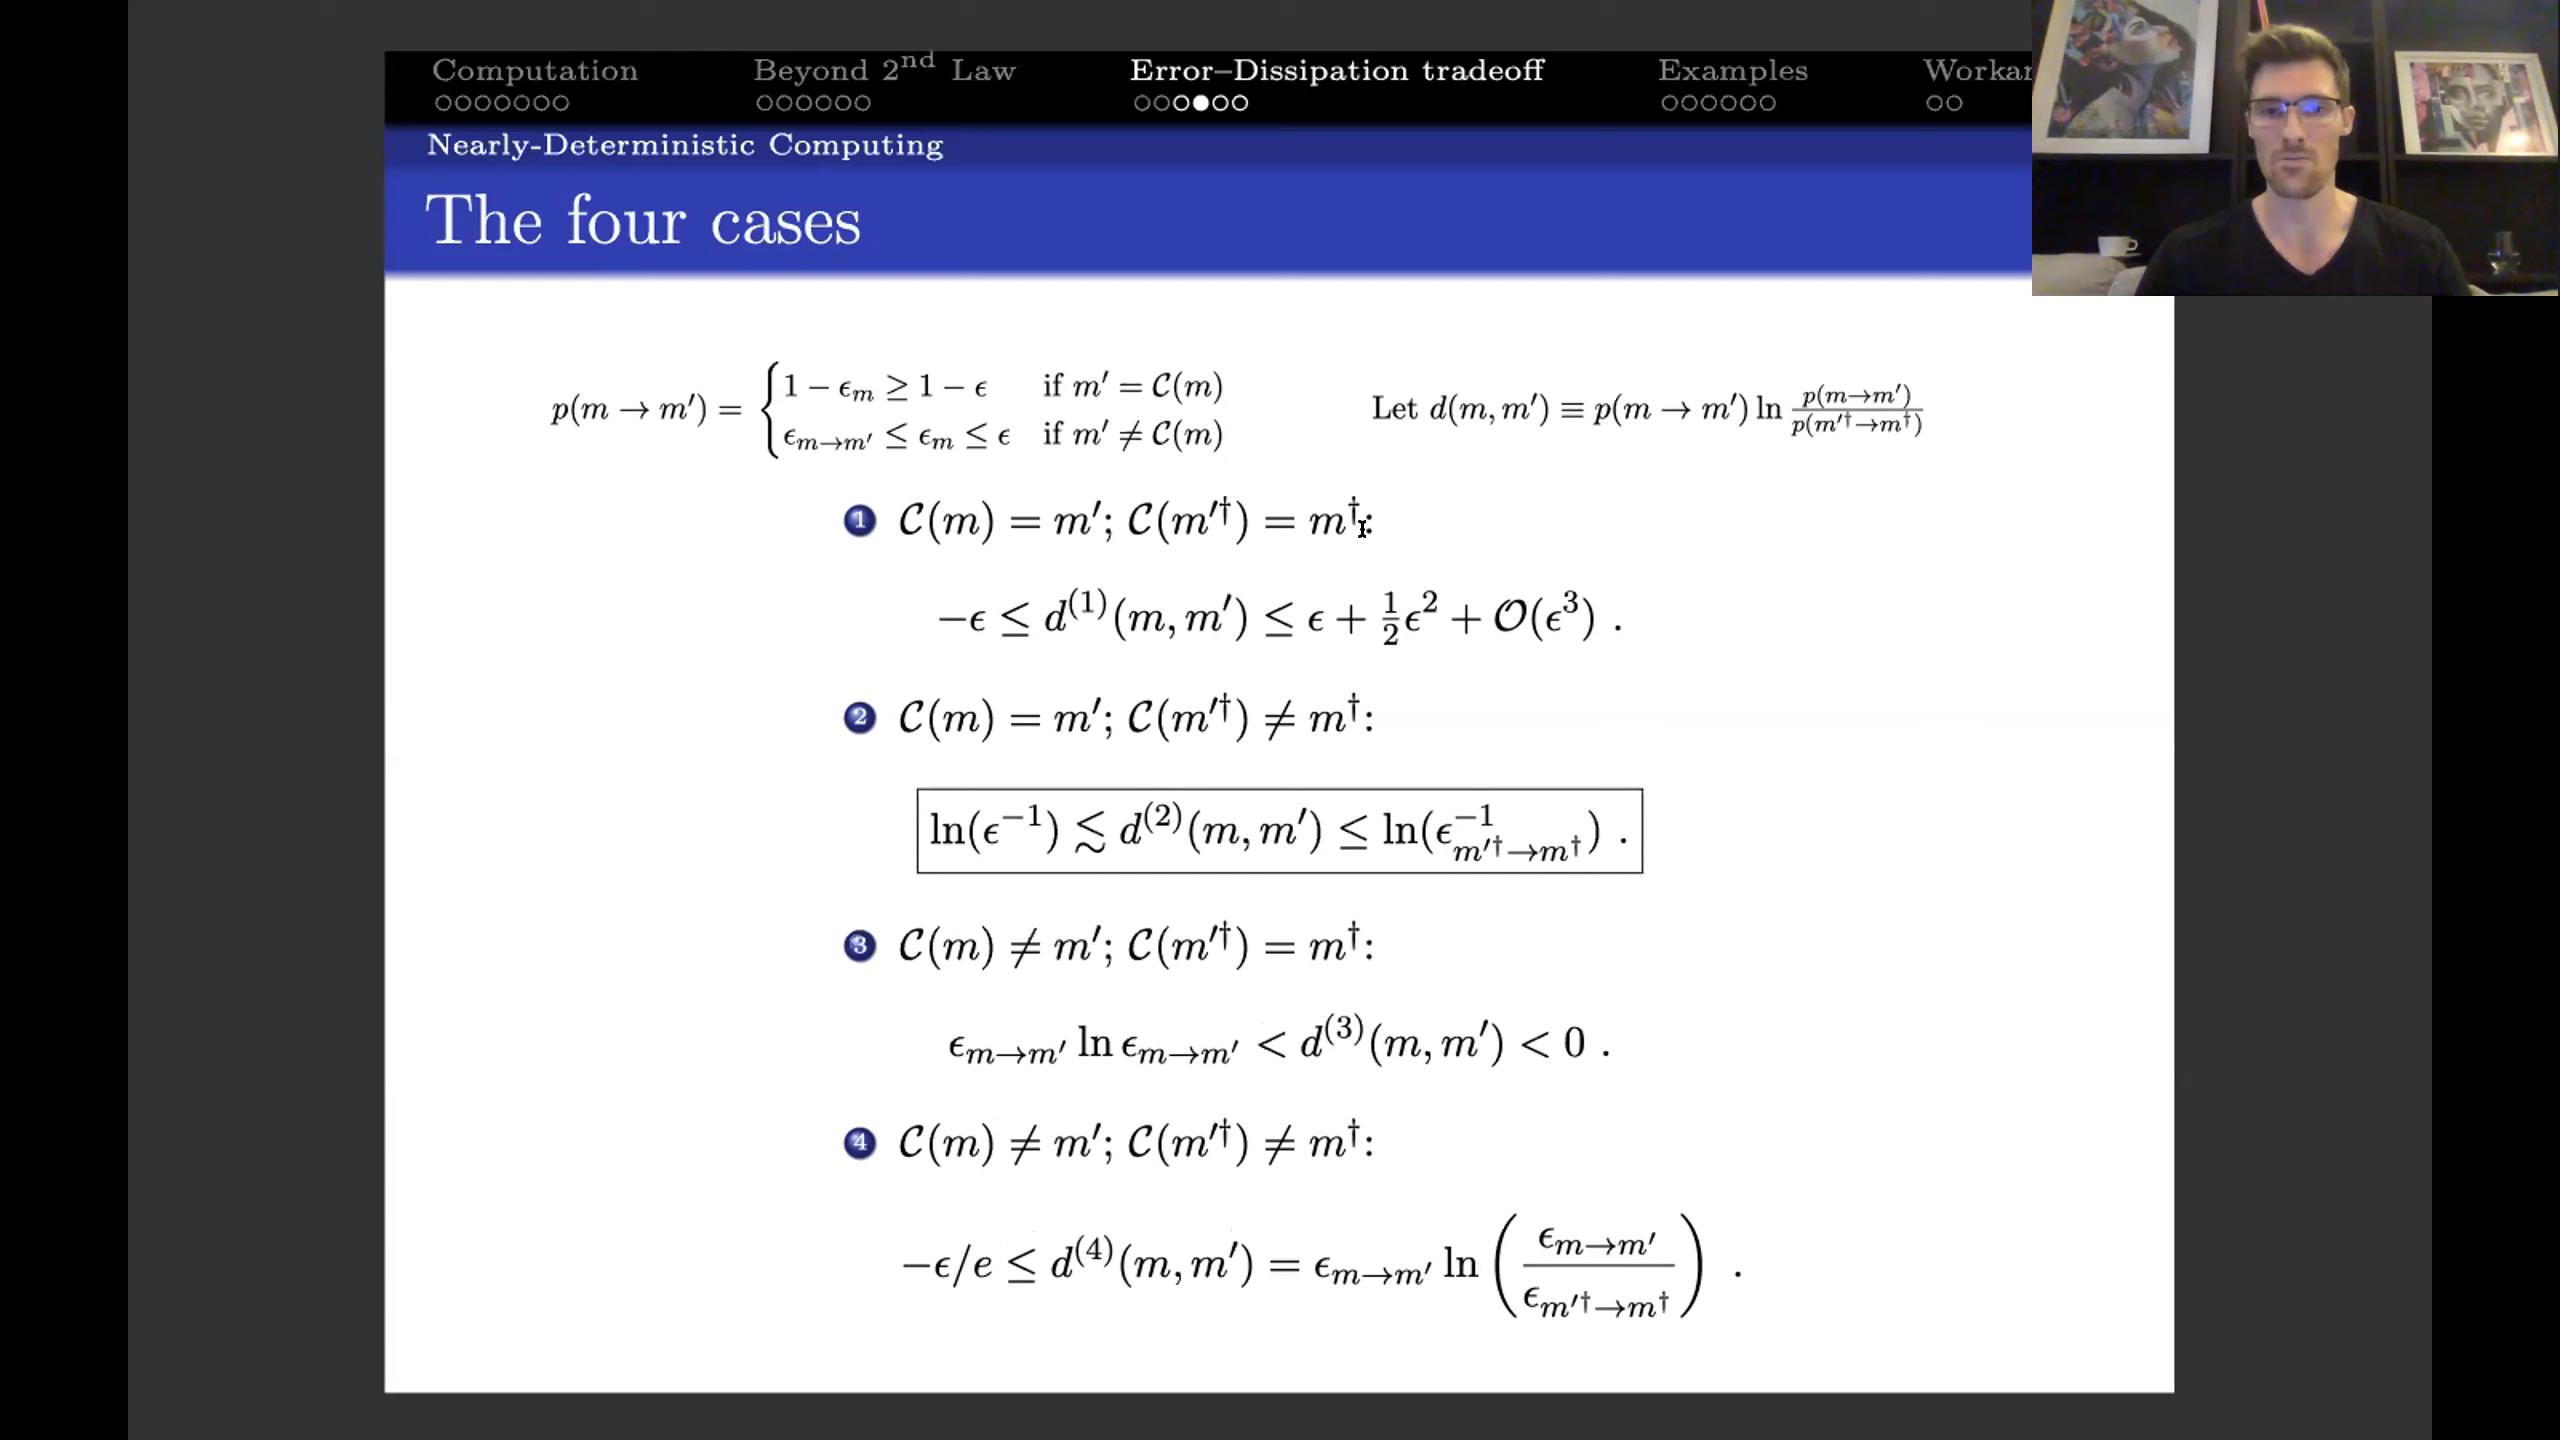 Computation Beyond 2ⁿᵈ Law Error–Dissipation tradeoff Examples Workar
Nearly-Deterministic Computing
The four cases
p(m → m′) = { 1 − ϵ_m ≥ 1 − ϵ if m′ = 𝒞(m)
ϵ_{m→m′} ≤ ϵ_m ≤ ϵ if m′ ≠ 𝒞(m)
Let d(m, m′) ≡ p(m → m′) ln p(m→m′)/p(m′†→m†)
1 𝒞(m) = m′; 𝒞(m′†) = m†:
−ϵ ≤ d⁽¹⁾(m, m′) ≤ ϵ + ½ϵ² + 𝒪(ϵ³) .
2 𝒞(m) = m′; 𝒞(m′†) ≠ m†:
ln(ϵ⁻¹) ≲ d⁽²⁾(m, m′) ≤ ln(ϵ⁻¹_{m′†→m†}) .
3 𝒞(m) ≠ m′; 𝒞(m′†) = m†:
ϵ_{m→m′} ln ϵ_{m→m′} < d⁽³⁾(m, m′) < 0 .
4 𝒞(m) ≠ m′; 𝒞(m′†) ≠ m†:
−ϵ/e ≤ d⁽⁴⁾(m, m′) = ϵ_{m→m′} ln (ϵ_{m→m′}/ϵ_{m′†→m†}) .